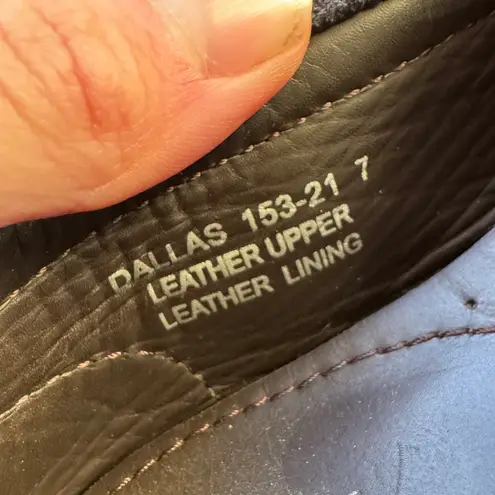 DALLAS 153-21 7
LEATHER UPPER
LEATHER LINING